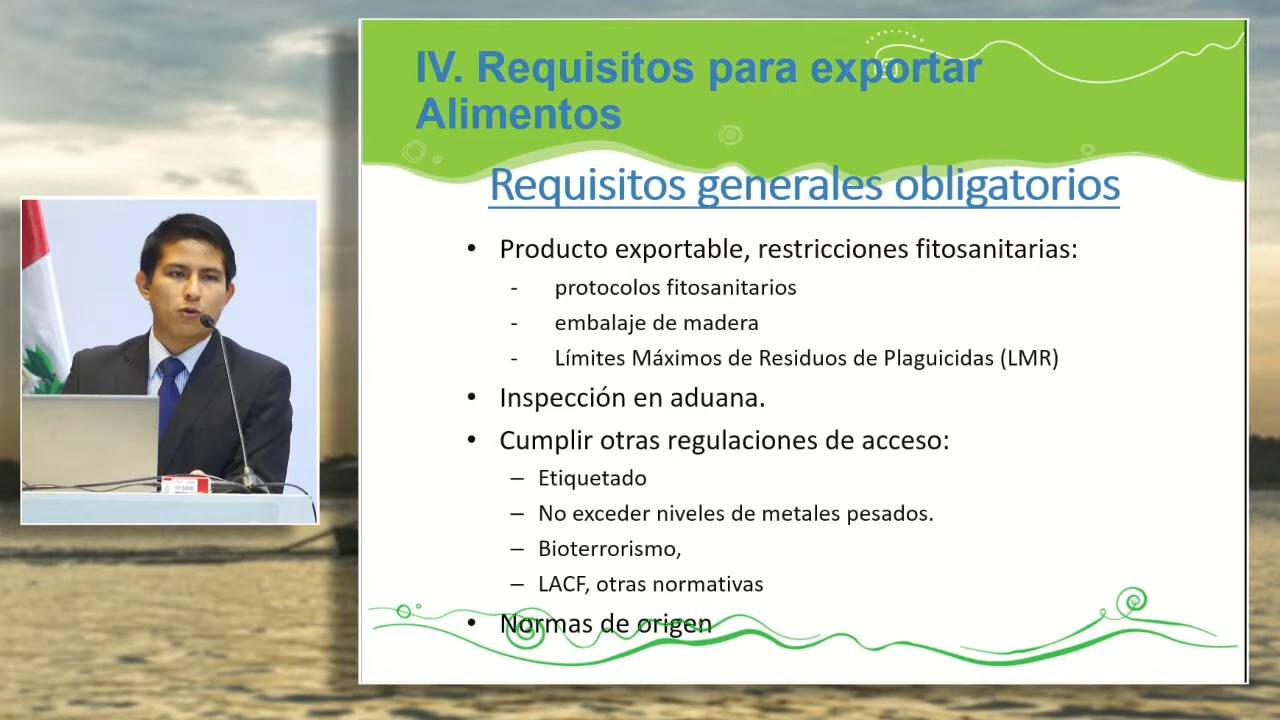 IV. Requisitos para exportar
Alimentos
Requisitos generales obligatorios
• Producto exportable, restricciones fitosanitarias:
- protocolos fitosanitarios
- embalaje de madera
- Límites Máximos de Residuos de Plaguicidas (LMR)
• Inspección en aduana.
• Cumplir otras regulaciones de acceso:
– Etiquetado
– No exceder niveles de metales pesados.
– Bioterrorismo,
– LACF, otras normativas
• Normas de origen